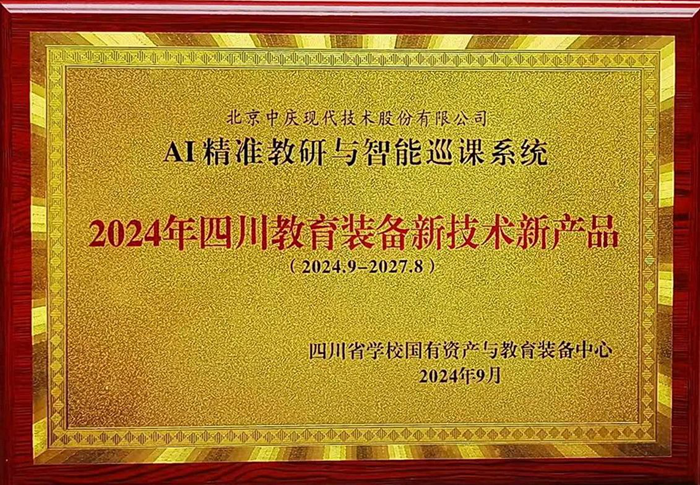 北京中庆现代技术股份有限公司
AI精准教研与智能巡课系统
2024年四川教育装备新技术新产品
（2024.9-2027.8）
四川省学校国有资产与教育装备中心
2024年9月